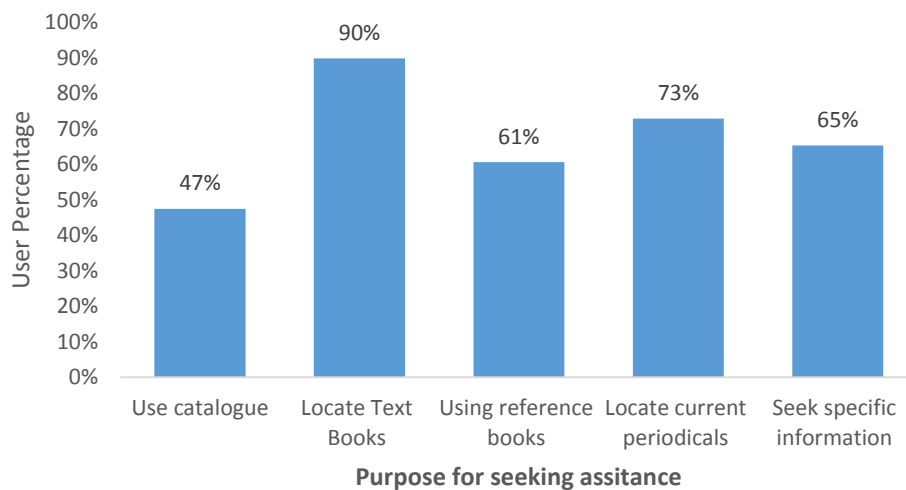 100%
90%
80%
70%
60%
50%
40%
30%
20%
10%
0%
User Percentage
47%
90%
61%
73%
65%
Use catalogue
Locate Text
Books
Using reference
books
Locate current
periodicals
Seek specific
information
Purpose for seeking assitance